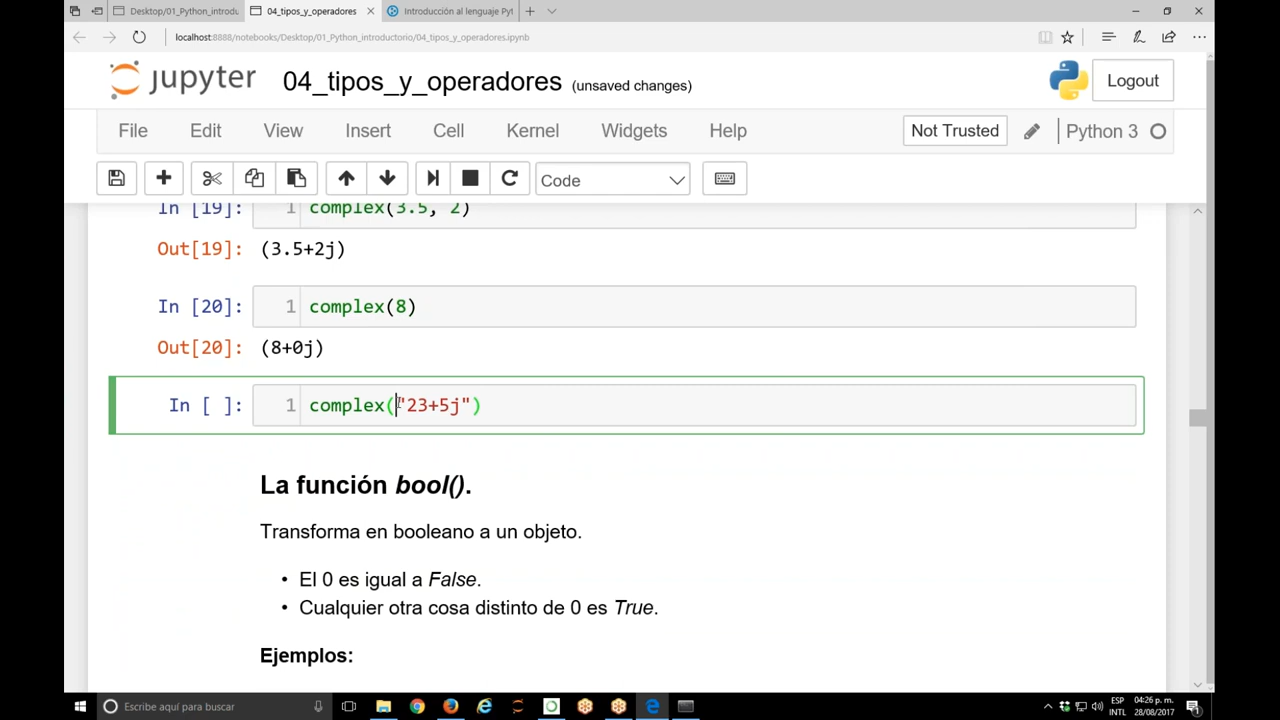 Desktop/01_Python_introdu
04_tipos_y_operadores
Introducción al lenguaje Pyt
localhost:8888/notebooks/Desktop/01_Python_introductorio/04_tipos_y_operadores.ipynb
jupyter 04_tipos_y_operadores (unsaved changes) Logout
File Edit View Insert Cell Kernel Widgets Help Not Trusted Python 3
Code
In [19]: 1 complex(3.5, 2)
Out[19]: (3.5+2j)
In [20]: 1 complex(8)
Out[20]: (8+0j)
In [ ]: 1 complex("23+5j")
La función bool().
Transforma en booleano a un objeto.
• El 0 es igual a False.
• Cualquier otra cosa distinto de 0 es True.
Ejemplos:
Escribe aquí para buscar
ESP 04:26 p. m.
INTL 28/08/2017